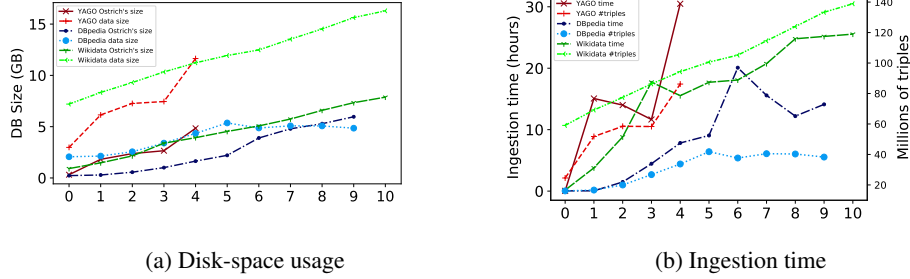 YAGO Ostrich's size
YAGO data size
DBpedia Ostrich's size
DBpedia data size
Wikidata Ostrich's size
Wikidata data size
DB Size (GB)
15
10
5
0
0 1 2 3 4 5 6 7 8 9 10
(a) Disk-space usage
YAGO time
YAGO #triples
DBpedia time
DBpedia #triples
Wikidata time
Wikidata #triples
Ingestion time (hours)
30
20
10
0
0 1 2 3 4 5 6 7 8 9 10
Millions of triples
140
120
100
80
60
40
20
(b) Ingestion time